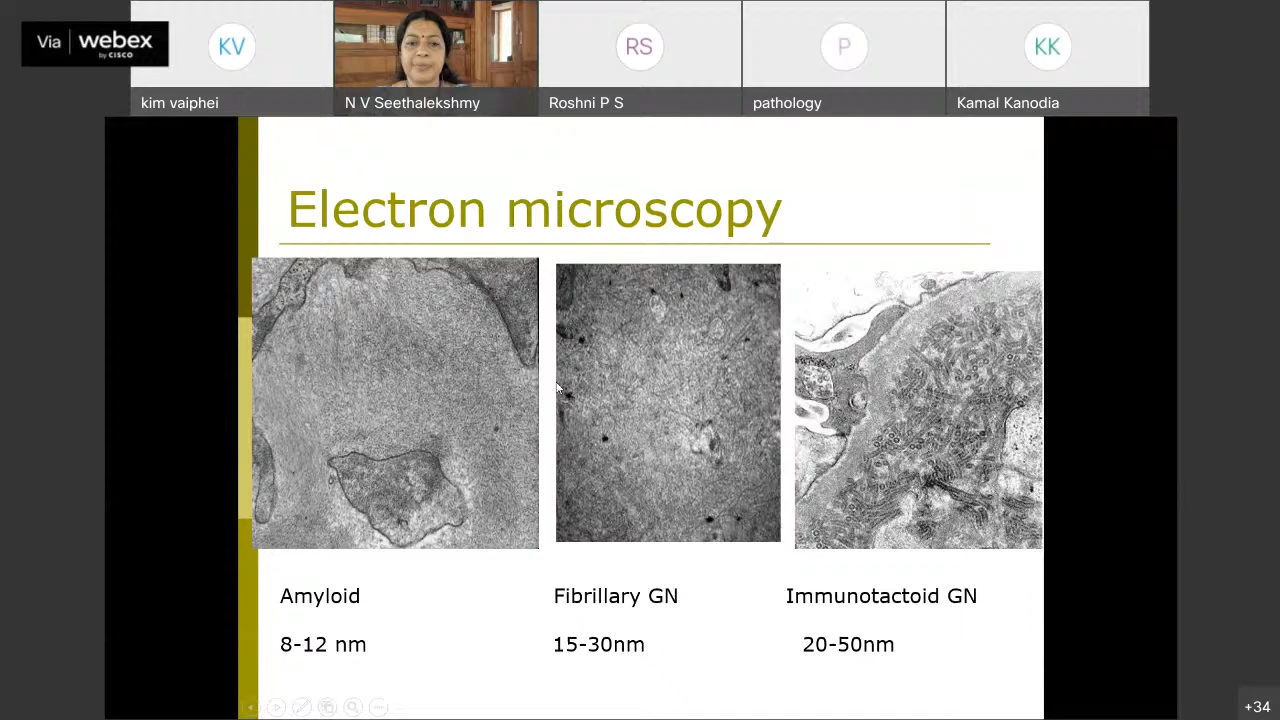 Via webex
by CISCO
KV RS P KK
kim vaiphei N V Seethalekshmy Roshni P S pathology Kamal Kanodia
Electron microscopy
Amyloid Fibrillary GN Immunotactoid GN
8-12 nm 15-30nm 20-50nm
+34